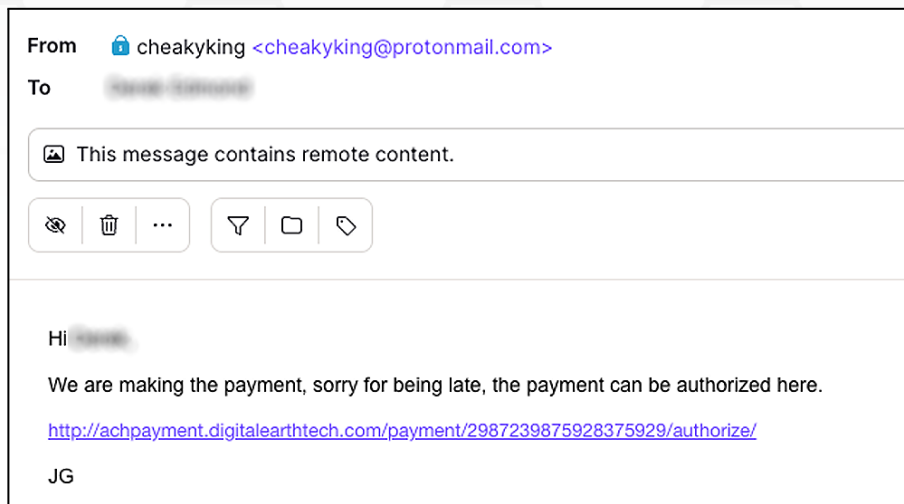 From cheakyking <cheakyking@protonmail.com>
To
This message contains remote content.
Hi
We are making the payment, sorry for being late, the payment can be authorized here.
http://achpayment.digitalearthtech.com/payment/2987239875928375929/authorize/
JG